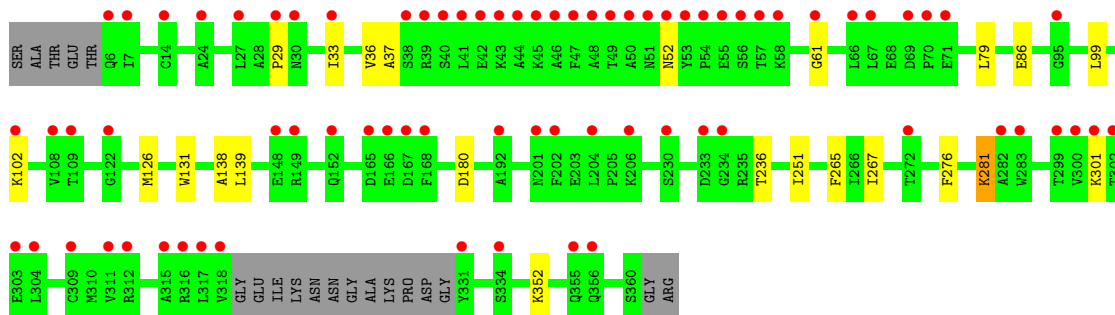 SER ALA THR GLU THR Q6 I7 C14 A24 L27 A28 P29 N30 I33 V36 A37 S38 R39 S40 L41 E42 K43 A44 K45 A46 F47 A48 T49 A50 N51 N52 Y53 P54 E55 S56 T57 K58 G61 L66 L67 E68 D69 P70 E71 L79 E86 G95 L99
K102 V108 T109 G122 M126 W131 A138 L139 E148 R149 Q152 D165 E166 D167 F168 D180 A192 N201 F202 E203 L204 P205 K206 S230 D233 G234 R235 T236 I251 F265 I266 I267 T272 F276 K281 A282 W283 T299 V300 K301 T302
E303 L304 C309 M310 V311 R312 A315 R316 L317 V318 GLY GLU ILE LYS ASN ASN GLY ALA LYS PRO ASP GLY Y331 S334 K352 Q355 Q356 S360 GLY ARG